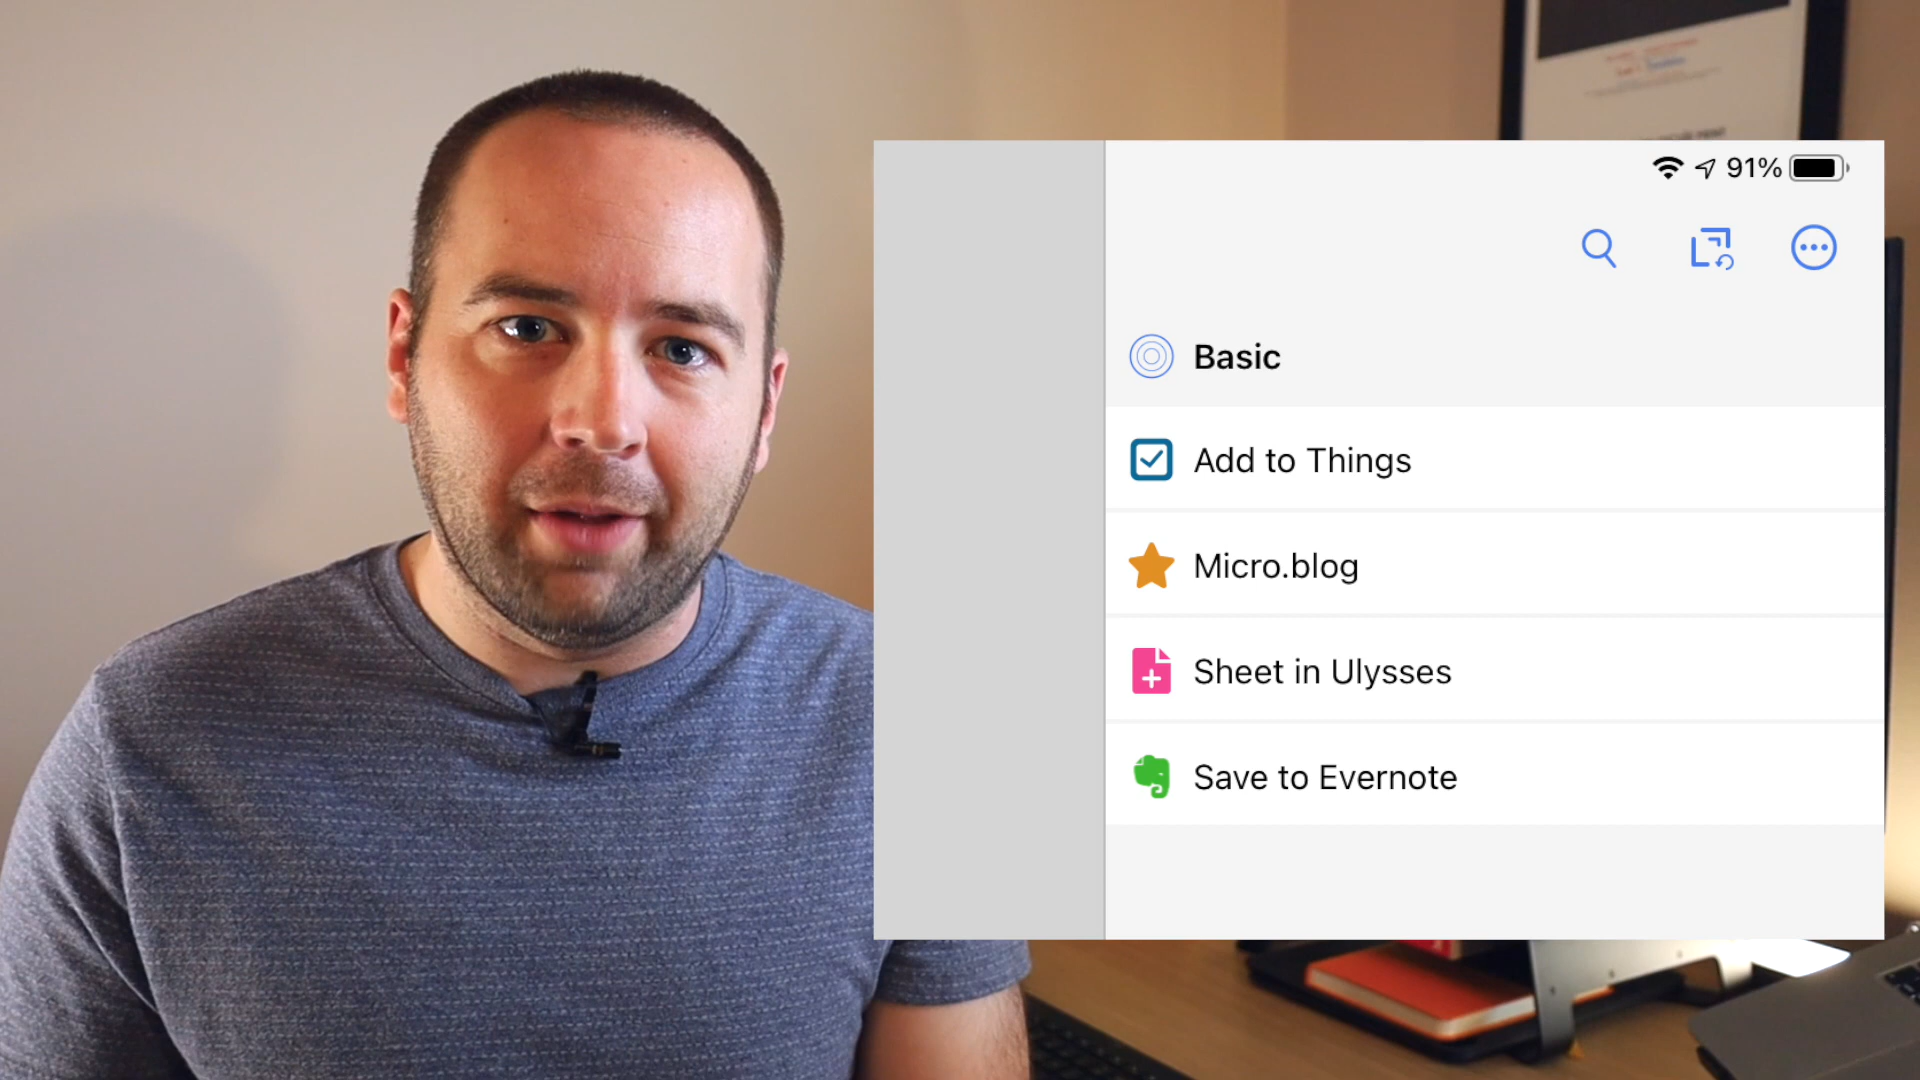 91%
Basic
Add to Things
Micro.blog
Sheet in Ulysses
Save to Evernote